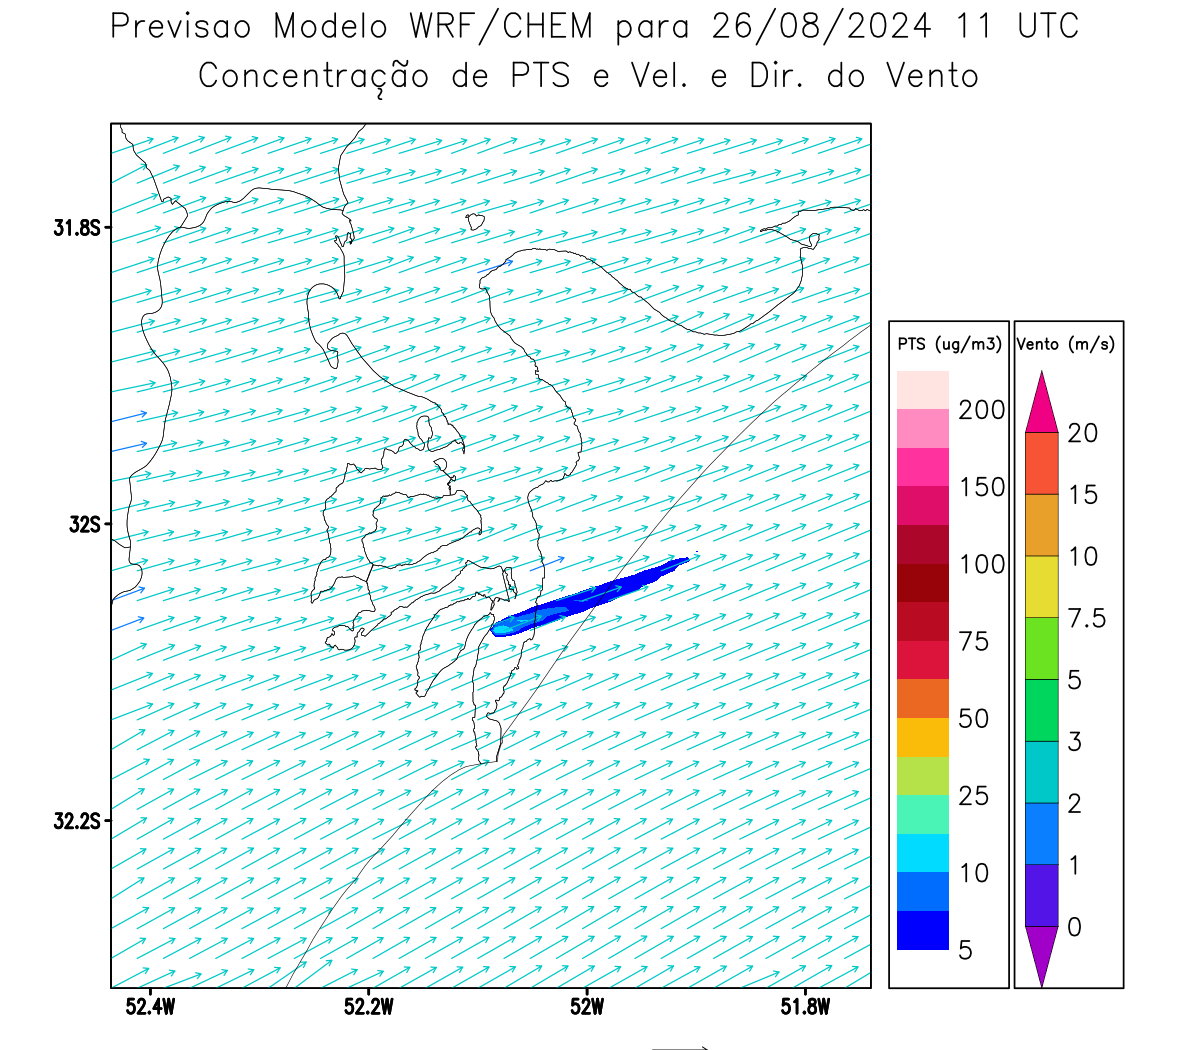 Previsao Modelo WRF/CHEM para 26/08/2024 11 UTC
Concentração de PTS e Vel. e Dir. do Vento
31.8S
32S
32.2S
52.4W 52.2W 52W 51.8W
PTS (ug/m3)
200
150
100
75
50
25
10
5
Vento (m/s)
20
15
10
7.5
5
3
2
1
0